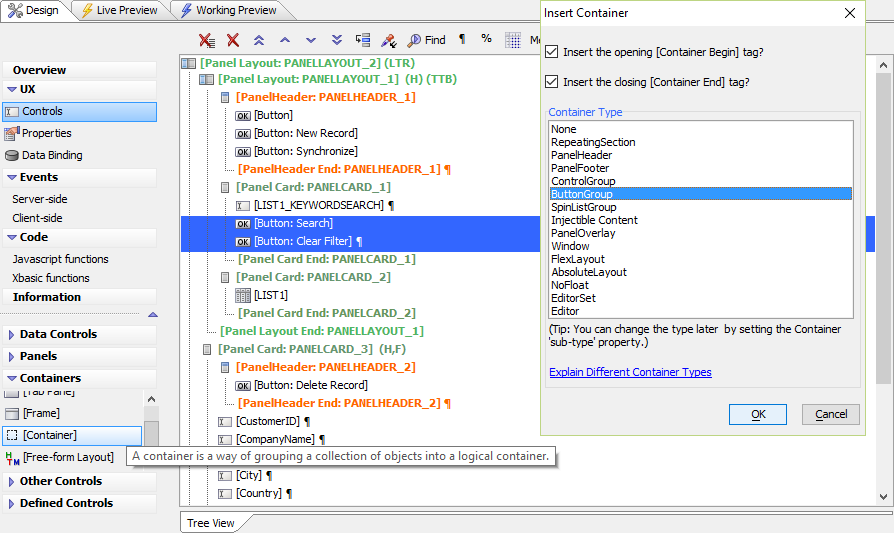 Design
Live Preview
Working Preview
Find
¶
%
Me
Overview
UX
Controls
Properties
Data Binding
Events
Server-side
Client-side
Code
Javascript functions
Xbasic functions
Information
Data Controls
Panels
Containers
[Tab Pane]
[Frame]
[Container]
[Free-form Layout]
Other Controls
Defined Controls
A container is a way of grouping a collection of objects into a logical container.
[Panel Layout: PANELLAYOUT_2] (LTR)
[Panel Layout: PANELLAYOUT_1] (H) (TTB)
[PanelHeader: PANELHEADER_1]
OK [Button]
OK [Button: New Record]
OK [Button: Synchronize]
[PanelHeader End: PANELHEADER_1] ¶
[Panel Card: PANELCARD_1]
[LIST1_KEYWORDSEARCH] ¶
OK [Button: Search]
OK [Button: Clear Filter] ¶
[Panel Card End: PANELCARD_1]
[Panel Card: PANELCARD_2]
[LIST1]
[Panel Card End: PANELCARD_2]
[Panel Layout End: PANELLAYOUT_1]
[Panel Card: PANELCARD_3] (H,F)
[PanelHeader: PANELHEADER_2]
OK [Button: Delete Record]
[PanelHeader End: PANELHEADER_2] ¶
[CustomerID] ¶
[CompanyName] ¶
[City] ¶
[Country] ¶
Tree View
Insert Container
Insert the opening [Container Begin] tag?
Insert the closing [Container End] tag?
Container Type
None
RepeatingSection
PanelHeader
PanelFooter
ControlGroup
ButtonGroup
SpinListGroup
Injectible Content
PanelOverlay
Window
FlexLayout
AbsoluteLayout
NoFloat
EditorSet
Editor
(Tip: You can change the type later by setting the Container
'sub-type' property.)
Explain Different Container Types
OK
Cancel